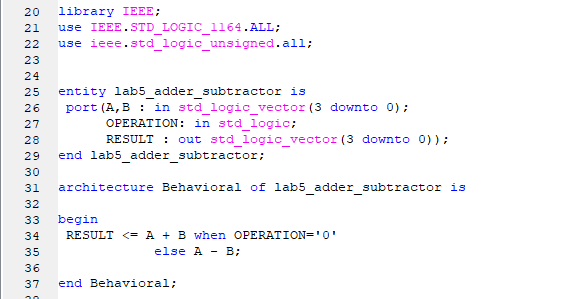 20 library IEEE;
21 use IEEE.STD_LOGIC_1164.ALL;
22 use ieee.std_logic_unsigned.all;
23
24
25 entity lab5_adder_subtractor is
26 port(A,B : in std_logic_vector(3 downto 0);
27 OPERATION: in std_logic;
28 RESULT : out std_logic_vector(3 downto 0));
29 end lab5_adder_subtractor;
30
31 architecture Behavioral of lab5_adder_subtractor is
32
33 begin
34 RESULT <= A + B when OPERATION='0'
35 else A - B;
36
37 end Behavioral;